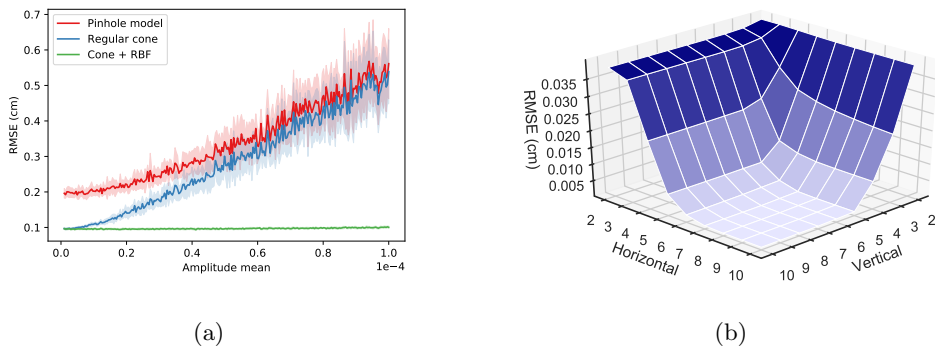 Pinhole model
Regular cone
Cone + RBF
0.7
0.6
0.5
0.4
0.3
0.2
0.1
RMSE (cm)
0.0 0.2 0.4 0.6 0.8 1.0
1e−4
Amplitude mean
(a)
0.035
0.030
0.025
0.020
0.015
0.010
0.005
RMSE (cm)
2 3 4 5 6 7 8 9 10
Horizontal
10 9 8 7 6 5 4 3 2
Vertical
(b)